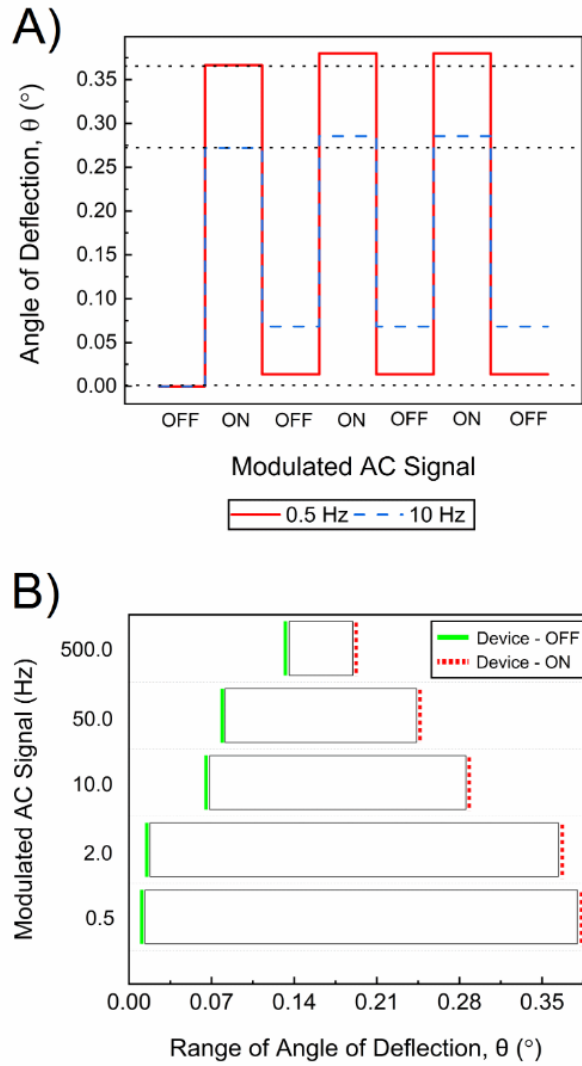 A)
Angle of Deflection, θ (°)
0.35
0.30
0.25
0.20
0.15
0.10
0.05
0.00
OFF ON OFF ON OFF ON OFF
Modulated AC Signal
0.5 Hz 10 Hz
B)
Modulated AC Signal (Hz)
Device - OFF
Device - ON
500.0
50.0
10.0
2.0
0.5
0.00 0.07 0.14 0.21 0.28 0.35
Range of Angle of Deflection, θ (°)